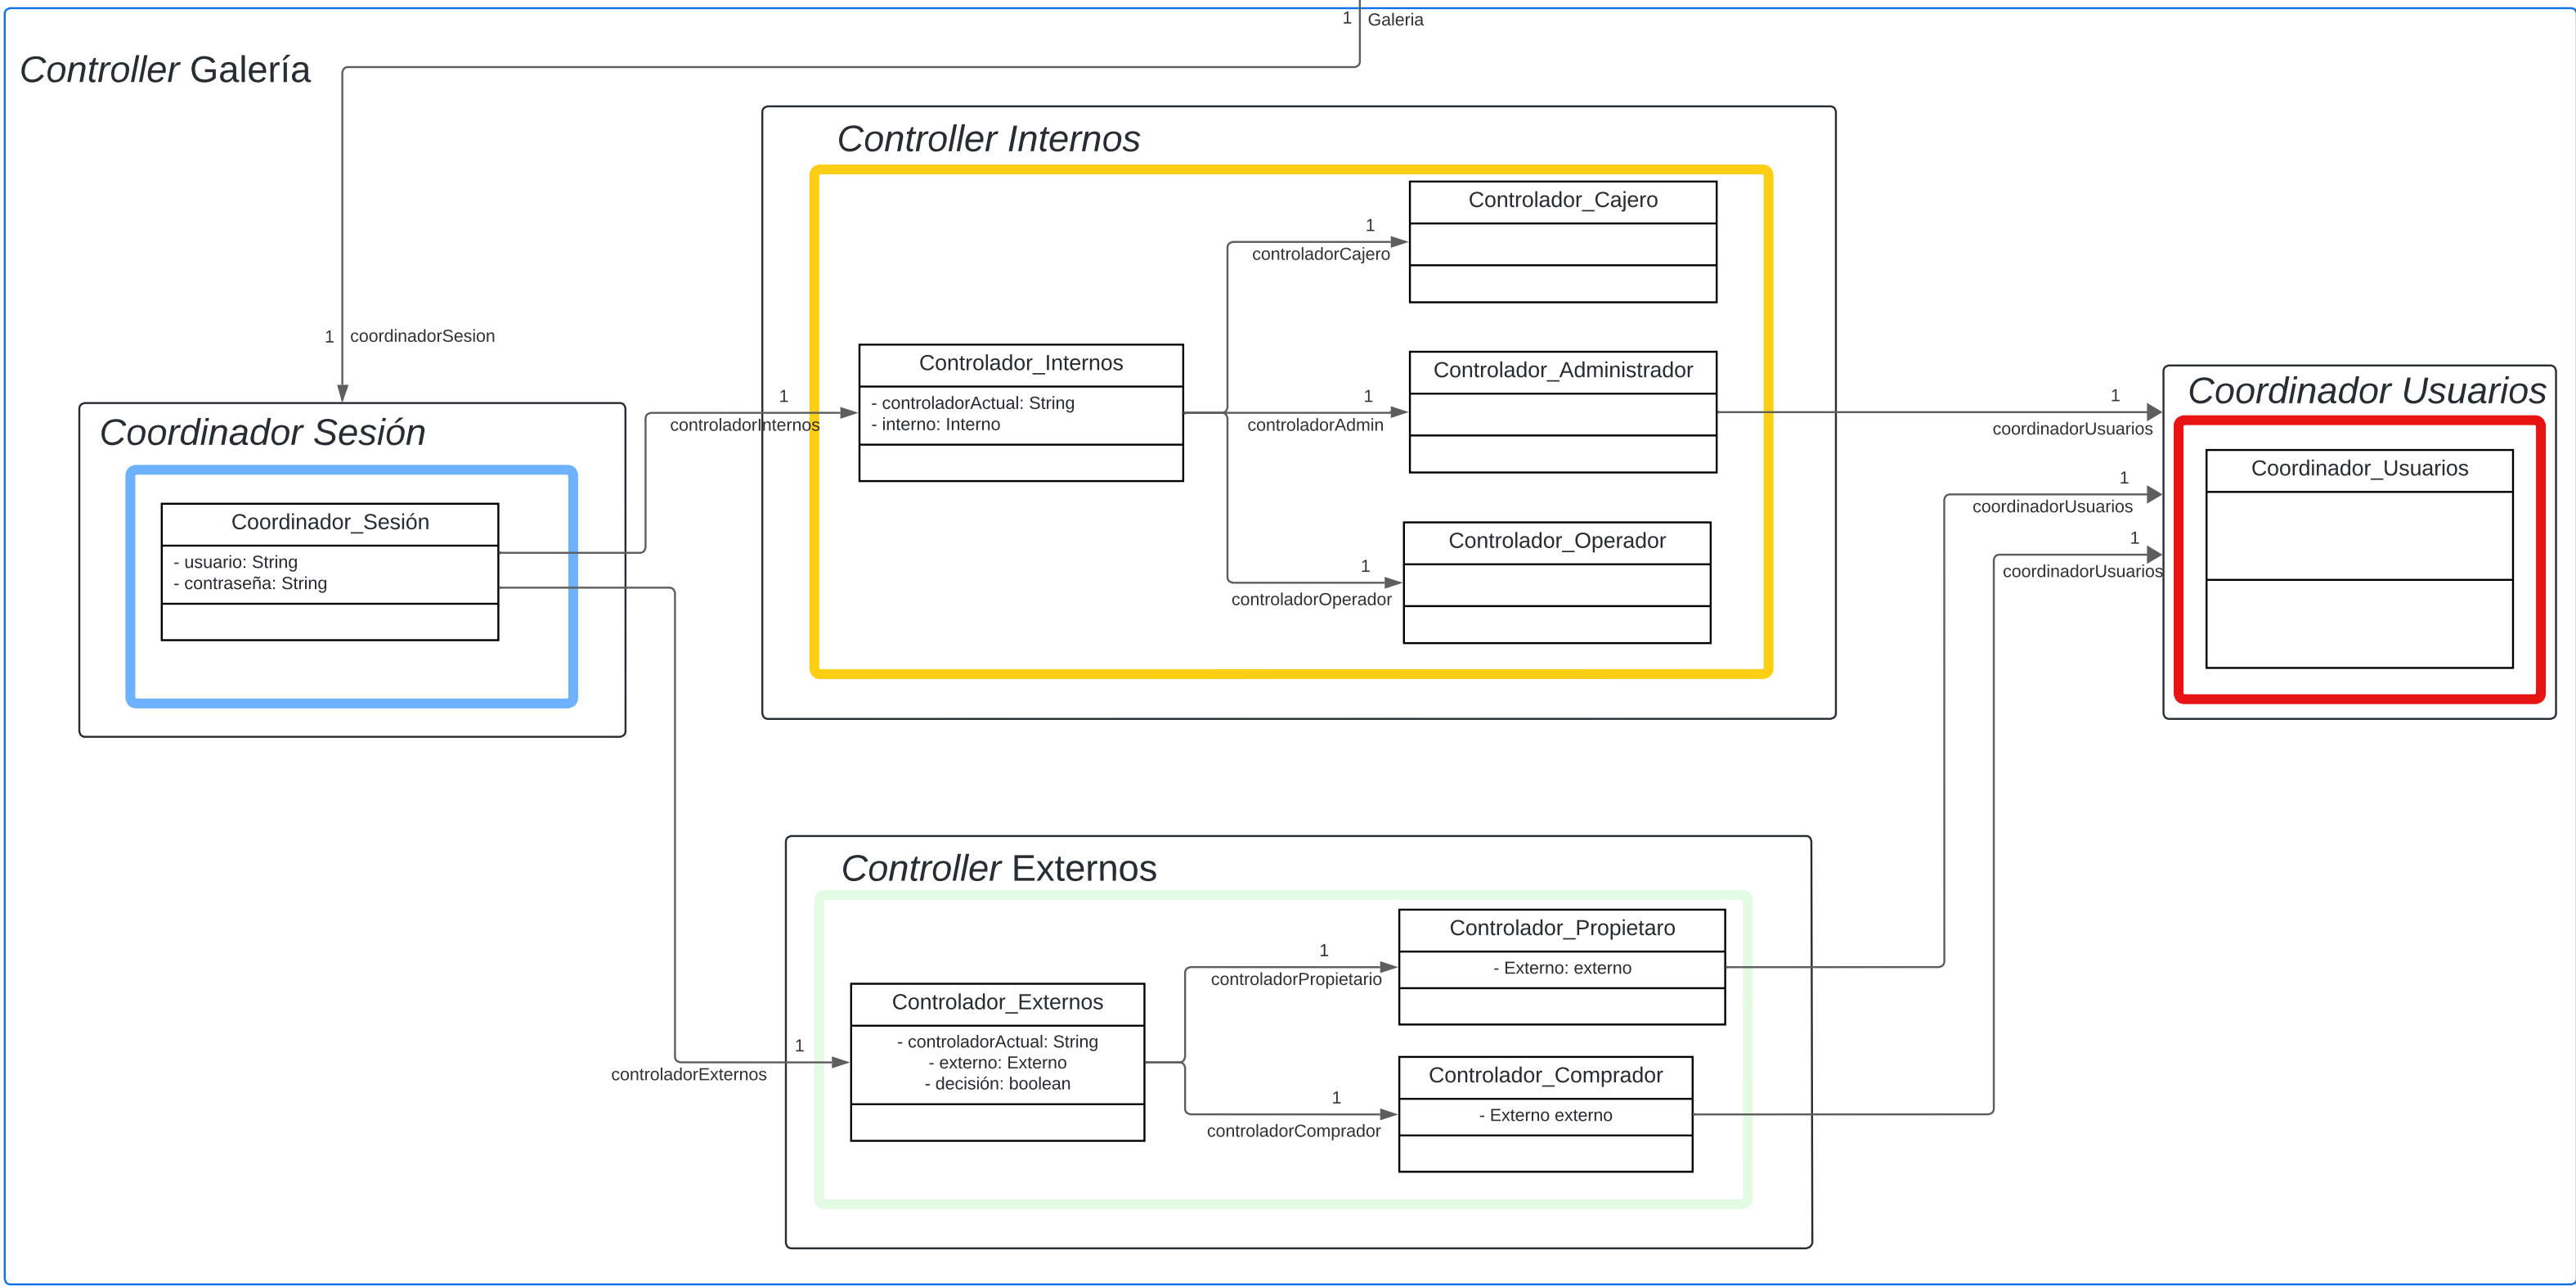 1 Galeria
Controller Galería
1 coordinadorSesion
Coordinador Sesión
Coordinador_Sesión
- usuario: String
- contraseña: String
1
controladorInternos
Controller Internos
Controlador_Internos
- controladorActual: String
- interno: Interno
1
controladorCajero
Controlador_Cajero
1
controladorAdmin
Controlador_Administrador
1
controladorOperador
Controlador_Operador
1
coordinadorUsuarios
1
coordinadorUsuarios
1
coordinadorUsuarios
Coordinador Usuarios
Coordinador_Usuarios
1
controladorExternos
Controller Externos
Controlador_Externos
- controladorActual: String
- externo: Externo
- decisión: boolean
1
controladorPropietario
Controlador_Propietaro
- Externo: externo
1
controladorComprador
Controlador_Comprador
- Externo externo